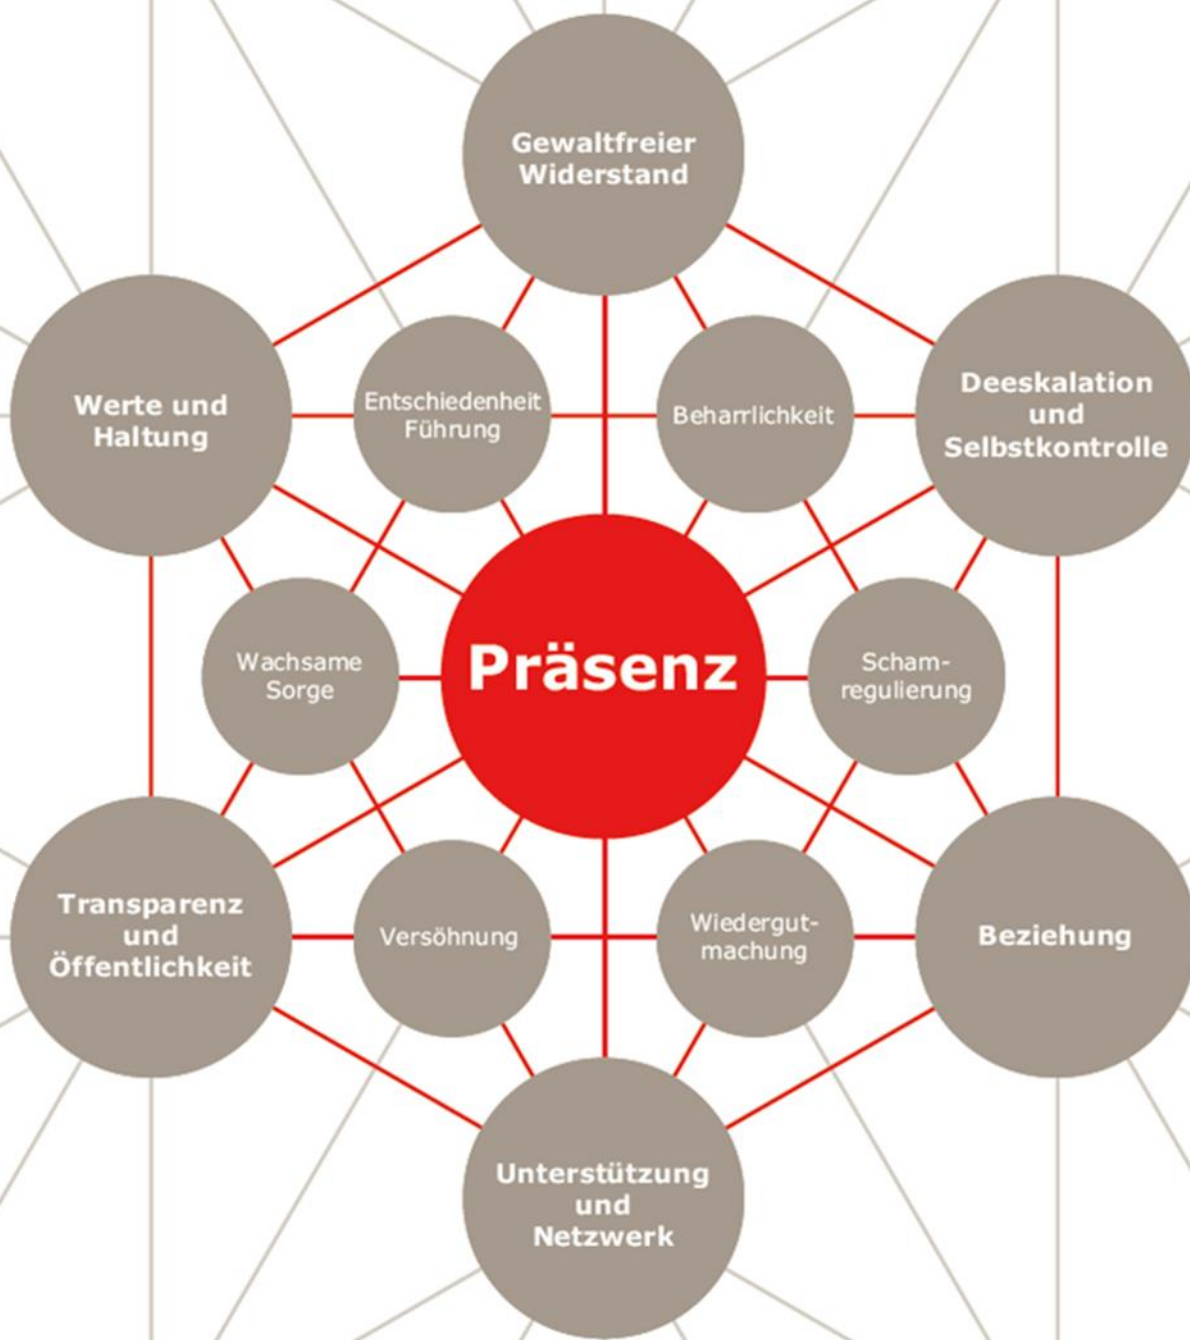 Gewaltfreier
Widerstand
Werte und
Haltung
Entschiedenheit
Führung
Beharrlichkeit
Deeskalation
und
Selbstkontrolle
Wachsame
Sorge
Präsenz
Scham-
regulierung
Transparenz
und
Öffentlichkeit
Versöhnung
Wiedergut-
machung
Beziehung
Unterstützung
und
Netzwerk